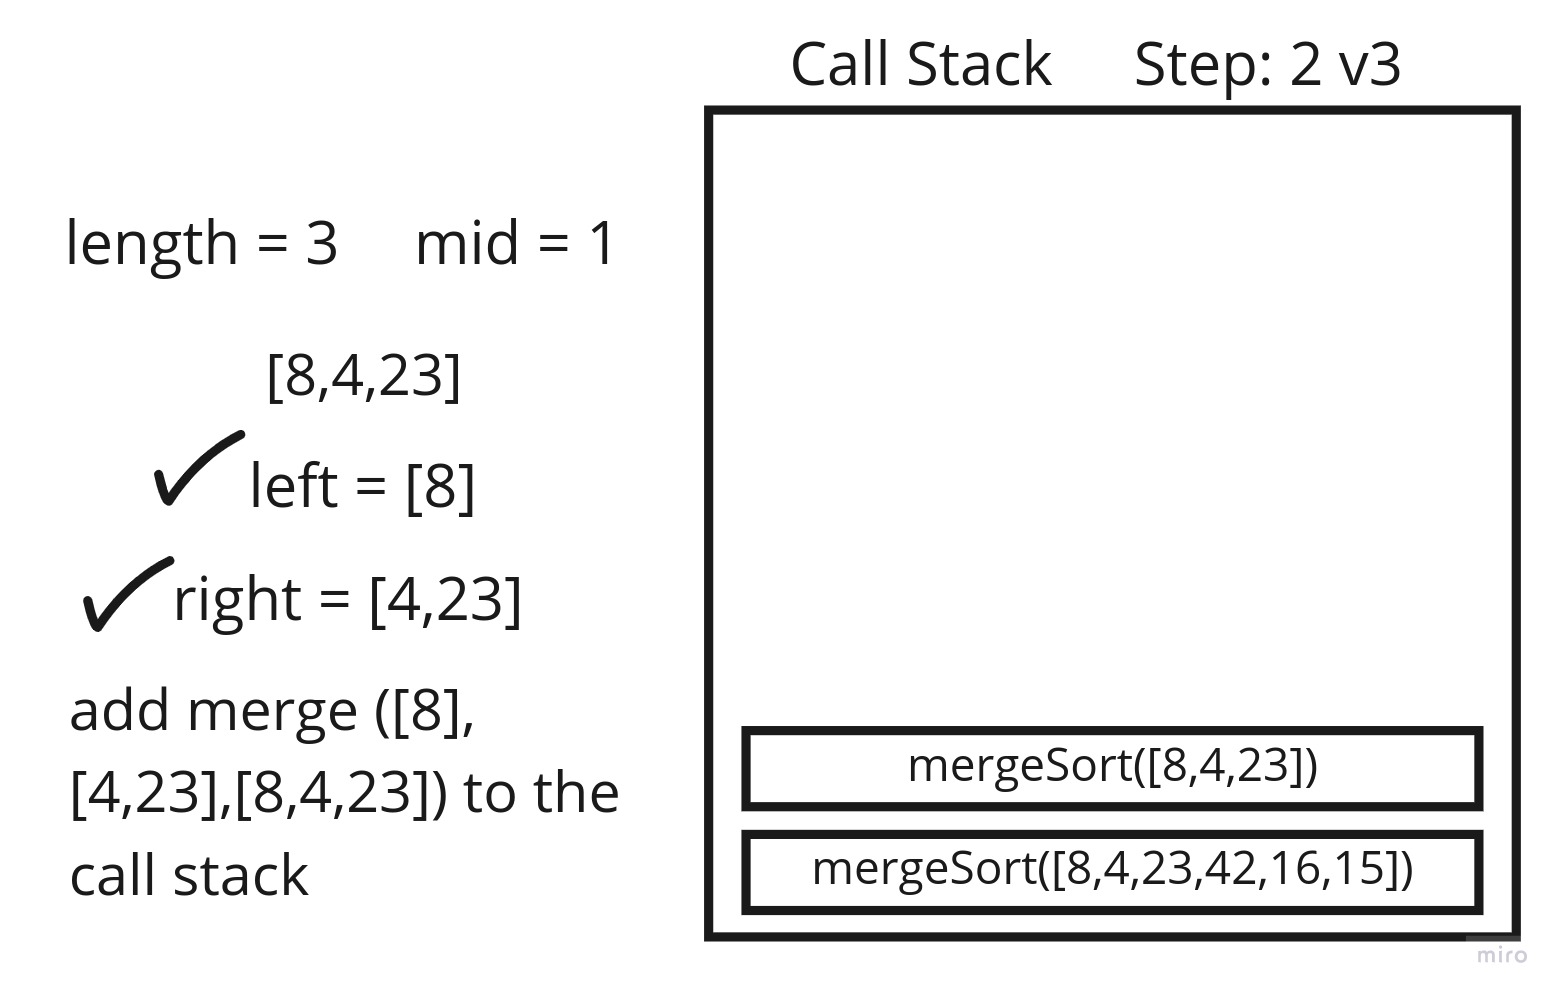 Call Stack Step: 2 v3
length = 3 mid = 1
[8,4,23]
left = [8]
right = [4,23]
add merge ([8],
[4,23],[8,4,23]) to the
call stack
mergeSort([8,4,23])
mergeSort([8,4,23,42,16,15])
miro